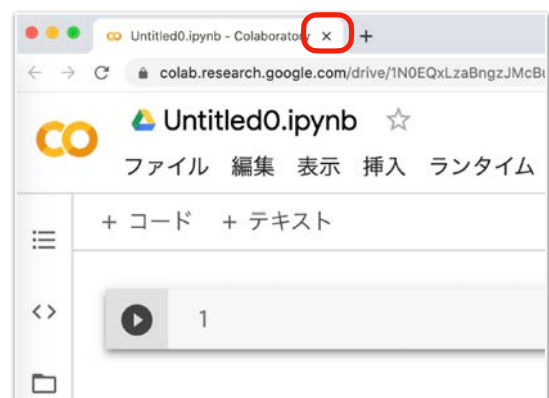 Untitled0.ipynb - Colaboratory × +
colab.research.google.com/drive/1N0EQxLzaBngzJMcBu
CO Untitled0.ipynb ☆
ファイル 編集 表示 挿入 ランタイム
+ コード + テキスト
1